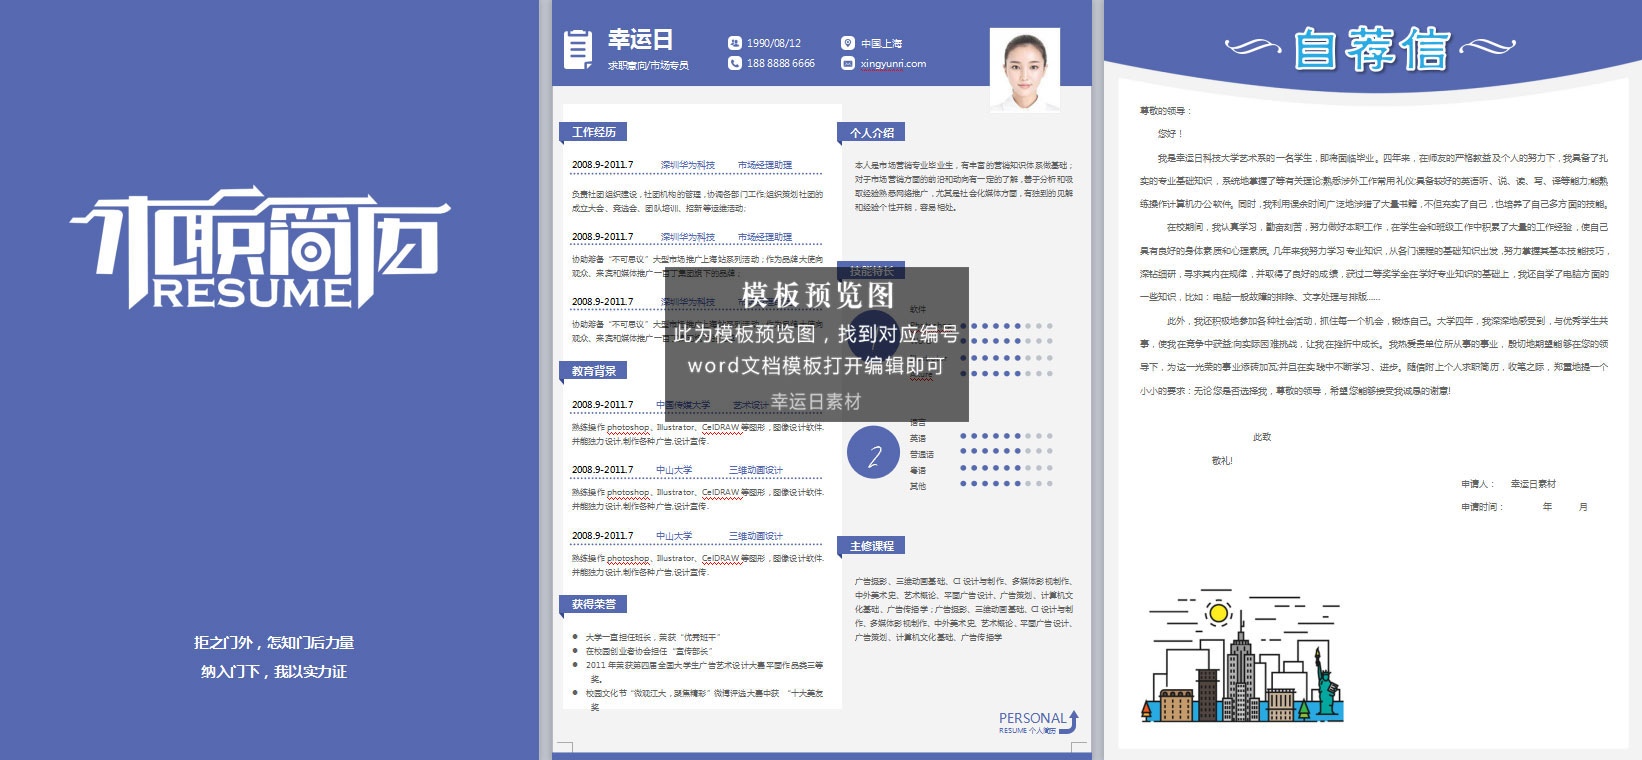 求职简历
RESUME
拒之门外，怎知门后力量
纳入门下，我以实力证
幸运日
求职意向/市场专员
1990/08/12
188 8888 6666
中国上海
xingyunri.com
工作经历
2008.9-2011.7 深圳华为科技 市场经理助理
负责社团组织建设，社团机构的管理，协调各部门工作;组织策划社团的
成立大会、竞选会、团队培训、招新等运维活动;
2008.9-2011.7 深圳华为科技 市场经理助理
协助筹备“不可思议”大型市场推广上海站系列活动；作为品牌大使向
观众、来宾和媒体推广一百丁集团旗下的品牌；
2008.9-2011.7 深圳华为科技
协助筹备“不可思议”大型市场推广上海站系列活动；作为品牌大使向
观众、来宾和媒体推广一
教育背景
2008.9-2011.7 中国传媒大学 艺术设计
熟练操作 photoshop、Illustrator、CelDRAW 等图形，图像设计软件.
并能独力设计,制作各种广告,设计宣传.
2008.9-2011.7 中山大学 三维动画设计
熟练操作 photoshop、Illustrator、CelDRAW 等图形，图像设计软件.
并能独力设计,制作各种广告,设计宣传.
2008.9-2011.7 中山大学 三维动画设计
熟练操作 photoshop、Illustrator、CelDRAW 等图形，图像设计软件.
并能独力设计,制作各种广告,设计宣传.
获得荣誉
● 大学一直担任班长，荣获“优秀班干”
● 在校园创业者协会担任“宣传部长”
● 2011 年荣获第四届全国大学生广告艺术设计大赛平面作品类三等
奖。
● 校园文化节“微观江大，聚焦精彩”微博评选大赛中获 “十大美友
奖
个人介绍
本人是市场营销专业毕业生，有丰富的营销知识体系做基础；
对于市场营销方面的前沿和动向有一定的了解，善于分析和吸
取经验熟悉网络推广，尤其是社会化媒体方面，有独到的见解
和经验个性开朗，容易相处。
技能特长
软件
模板预览图
此为模板预览图，找到对应编号
word文档模板打开编辑即可
幸运日素材
2
语言
英语
普通话
粤语
其他
主修课程
广告摄影、三维动画基础、CI 设计与制作、多媒体影视制作、
中外美术史、艺术概论、平面广告设计、广告策划、计算机文
化基础、广告传播学；广告摄影、三维动画基础、CI 设计与制
作、多媒体影视制作、中外美术史、艺术概论、平面广告设计、
广告策划、计算机文化基础、广告传播学
PERSONAL
RESUME 个人简历
自荐信
尊敬的领导：
您好！
我是幸运日科技大学艺术系的一名学生，即将面临毕业。四年来，在师友的严格教益及个人的努力下，我具备了扎
实的专业基础知识，系统地掌握了等有关理论;熟悉涉外工作常用礼仪;具备较好的英语听、说、读、写、译等能力;能熟
练操作计算机办公软件。同时，我利用课余时间广泛地涉猎了大量书籍，不但充实了自己，也培养了自己多方面的技能。
在校期间，我认真学习，勤奋刻苦，努力做好本职工作，在学生会和班级工作中积累了大量的工作经验，使自己
具有良好的身体素质和心理素质。几年来我努力学习专业知识，从各门课程的基础知识出发，努力掌握其基本技能技巧，
深钻细研，寻求其内在规律，并取得了良好的成绩，获过二等奖学金在学好专业知识的基础上，我还自学了电脑方面的
一些知识，比如：电脑一般故障的排除、文字处理与排版......
此外，我还积极地参加各种社会活动，抓住每一个机会，锻炼自己。大学四年，我深深地感受到，与优秀学生共
事，使我在竞争中获益;向实际困难挑战，让我在挫折中成长。我热爱贵单位所从事的事业，殷切地期望能够在您的领
导下，为这一光荣的事业添砖加瓦;并且在实践中不断学习、进步。随信附上个人求职简历，收笔之际，郑重地提一个
小小的要求：无论您是否选择我，尊敬的领导，希望您能够接受我诚恳的谢意!
此致
敬礼!
申请人： 幸运日素材
申请时间： 年 月